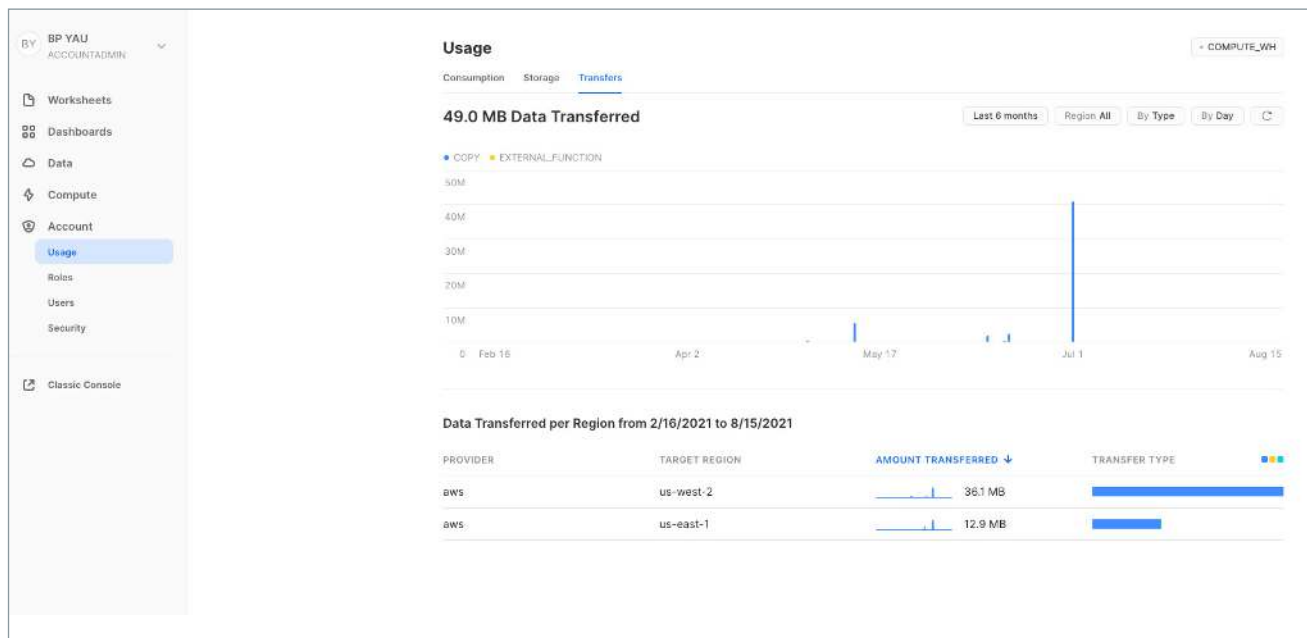 BY
BP YAU
ACCOUNTADMIN
Worksheets
Dashboards
Data
Compute
Account
Usage
Roles
Users
Security
Classic Console
Usage
COMPUTE_WH
Consumption Storage Transfers
49.0 MB Data Transferred
Last 6 months Region All By Type By Day
COPY EXTERNAL_FUNCTION
50M
40M
30M
20M
10M
0 Feb 16 Apr 2 May 17 Jul 1 Aug 15
Data Transferred per Region from 2/16/2021 to 8/15/2021
PROVIDER TARGET REGION AMOUNT TRANSFERRED ↓ TRANSFER TYPE
aws us-west-2 36.1 MB
aws us-east-1 12.9 MB